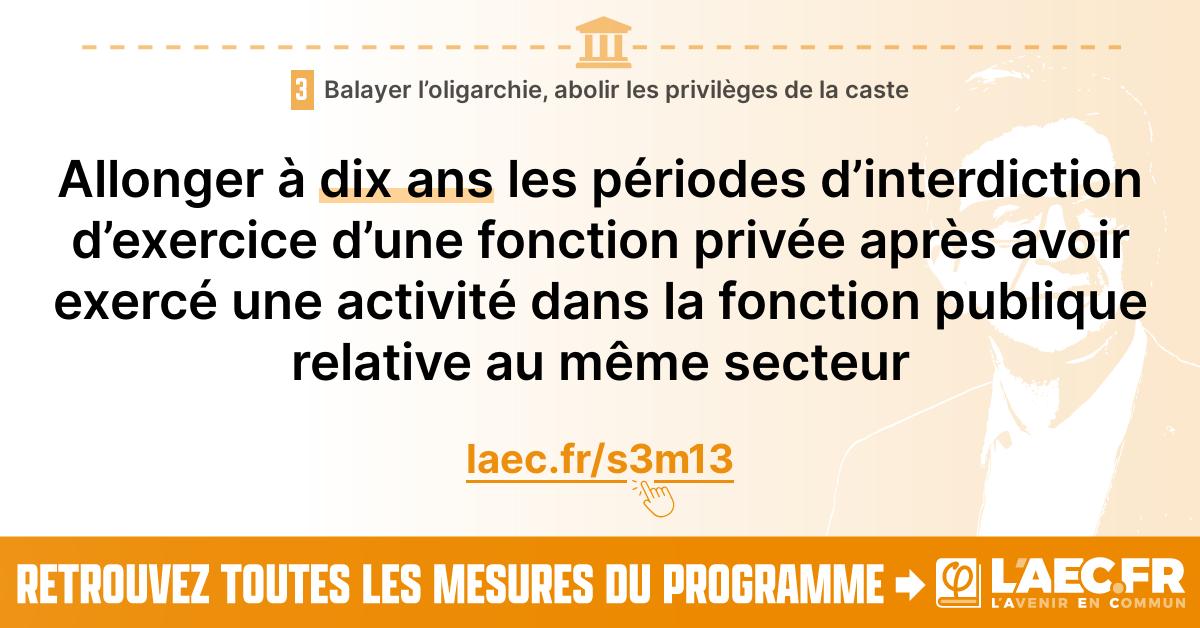 3 Balayer l’oligarchie, abolir les privilèges de la caste
Allonger à dix ans les périodes d’interdiction
d’exercice d’une fonction privée après avoir
exercé une activité dans la fonction publique
relative au même secteur
laec.fr/s3m13
RETROUVEZ TOUTES LES MESURES DU PROGRAMME
L'AEC.FR
L'AVENIR EN COMMUN